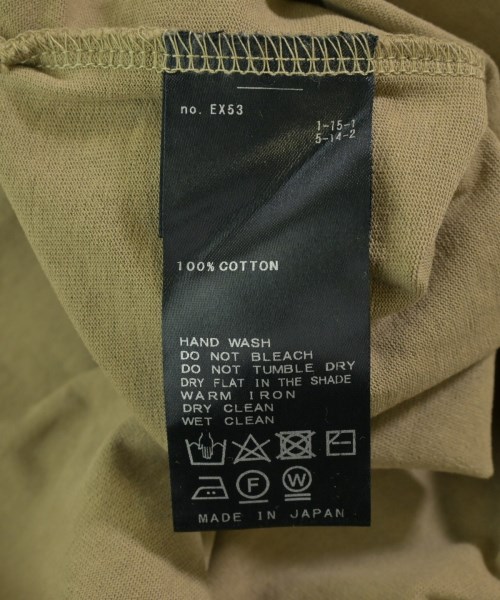 no. EX53
1-15-1
5-14-2
100% COTTON
HAND WASH
DO NOT BLEACH
DO NOT TUMBLE DRY
DRY FLAT IN THE SHADE
WARM IRON
DRY CLEAN
WET CLEAN
F W
MADE IN JAPAN